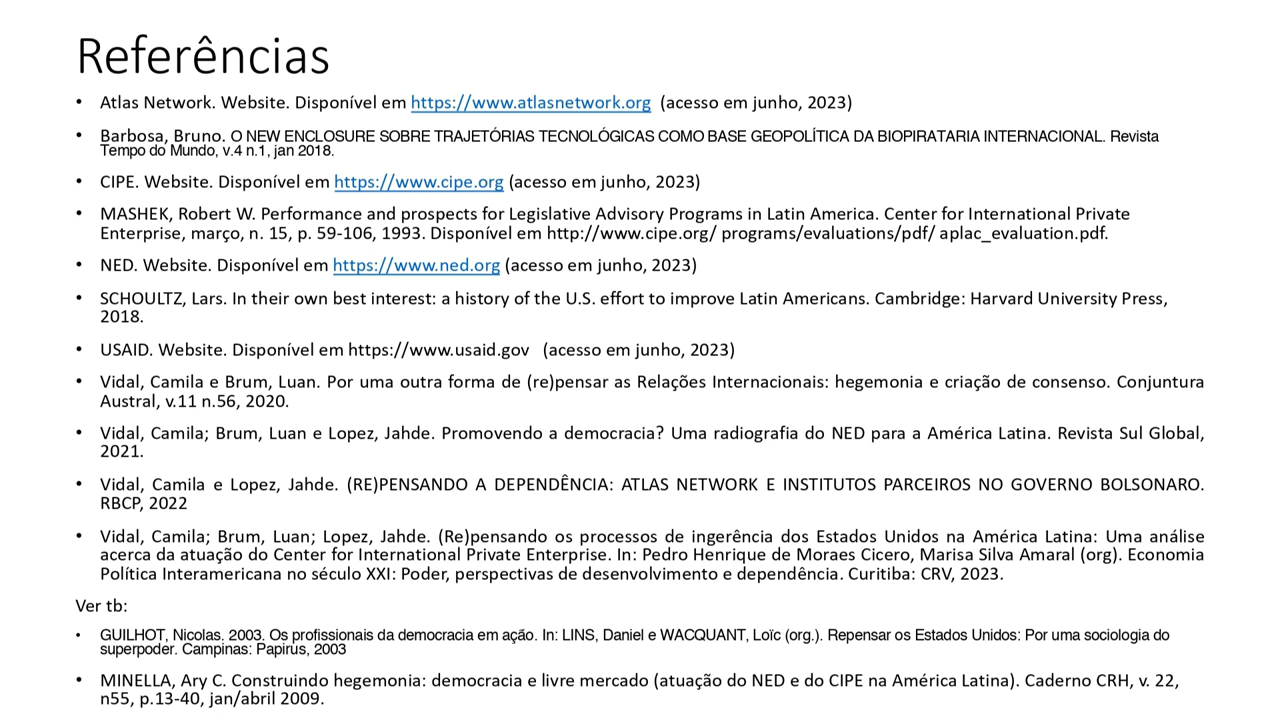 Referências
• Atlas Network. Website. Disponível em https://www.atlasnetwork.org (acesso em junho, 2023)
• Barbosa, Bruno. O NEW ENCLOSURE SOBRE TRAJETÓRIAS TECNOLÓGICAS COMO BASE GEOPOLÍTICA DA BIOPIRATARIA INTERNACIONAL. Revista
Tempo do Mundo, v.4 n.1, jan 2018.
• CIPE. Website. Disponível em https://www.cipe.org (acesso em junho, 2023)
• MASHEK, Robert W. Performance and prospects for Legislative Advisory Programs in Latin America. Center for International Private
Enterprise, março, n. 15, p. 59-106, 1993. Disponível em http://www.cipe.org/ programs/evaluations/pdf/ aplac_evaluation.pdf.
• NED. Website. Disponível em https://www.ned.org (acesso em junho, 2023)
• SCHOULTZ, Lars. In their own best interest: a history of the U.S. effort to improve Latin Americans. Cambridge: Harvard University Press,
2018.
• USAID. Website. Disponível em https://www.usaid.gov (acesso em junho, 2023)
• Vidal, Camila e Brum, Luan. Por uma outra forma de (re)pensar as Relações Internacionais: hegemonia e criação de consenso. Conjuntura
Austral, v.11 n.56, 2020.
• Vidal, Camila; Brum, Luan e Lopez, Jahde. Promovendo a democracia? Uma radiografia do NED para a América Latina. Revista Sul Global,
2021.
• Vidal, Camila e Lopez, Jahde. (RE)PENSANDO A DEPENDÊNCIA: ATLAS NETWORK E INSTITUTOS PARCEIROS NO GOVERNO BOLSONARO.
RBCP, 2022
• Vidal, Camila; Brum, Luan; Lopez, Jahde. (Re)pensando os processos de ingerência dos Estados Unidos na América Latina: Uma análise
acerca da atuação do Center for International Private Enterprise. In: Pedro Henrique de Moraes Cicero, Marisa Silva Amaral (org). Economia
Política Interamericana no século XXI: Poder, perspectivas de desenvolvimento e dependência. Curitiba: CRV, 2023.
Ver tb:
• GUILHOT, Nicolas. 2003. Os profissionais da democracia em ação. In: LINS, Daniel e WACQUANT, Loïc (org.). Repensar os Estados Unidos: Por uma sociologia do
superpoder. Campinas: Papirus, 2003
• MINELLA, Ary C. Construindo hegemonia: democracia e livre mercado (atuação do NED e do CIPE na América Latina). Caderno CRH, v. 22,
n55, p.13-40, jan/abril 2009.